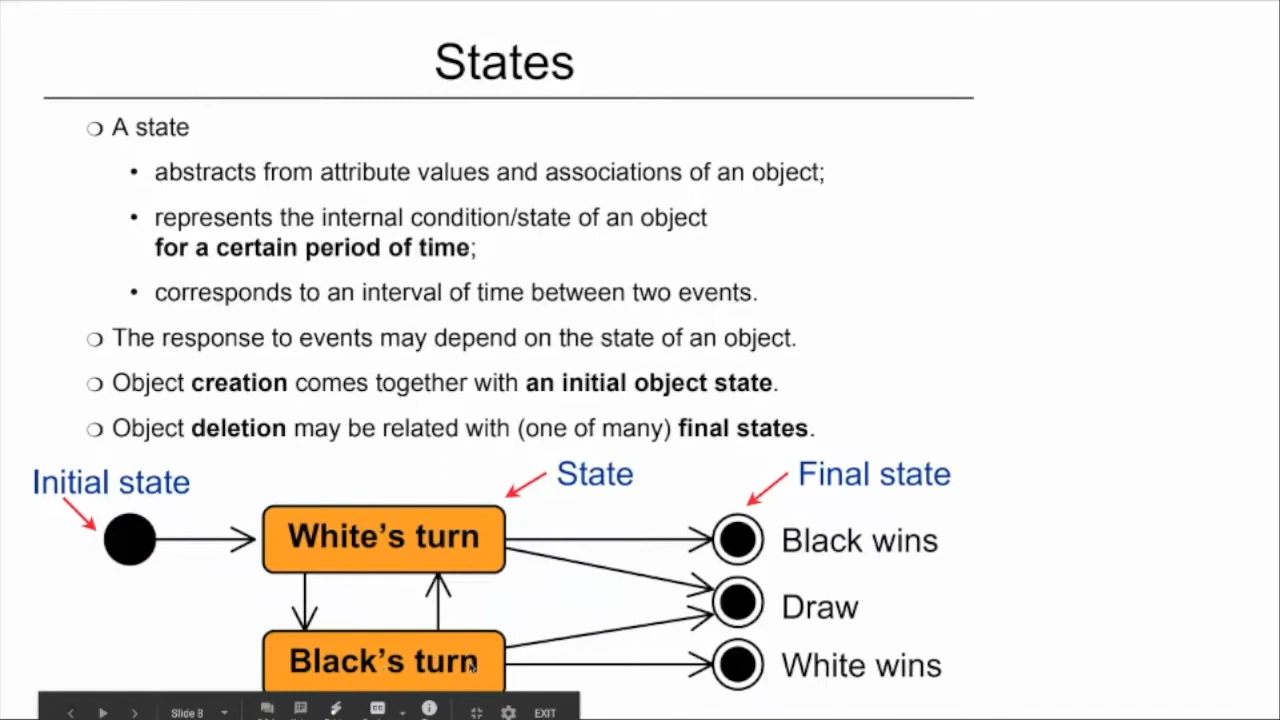 States
❍ A state
• abstracts from attribute values and associations of an object;
• represents the internal condition/state of an object
for a certain period of time;
• corresponds to an interval of time between two events.
❍ The response to events may depend on the state of an object.
❍ Object creation comes together with an initial object state.
❍ Object deletion may be related with (one of many) final states.
Initial state
State
Final state
White's turn
Black wins
Draw
Black's turn
White wins
Slide 8
CC
EXIT